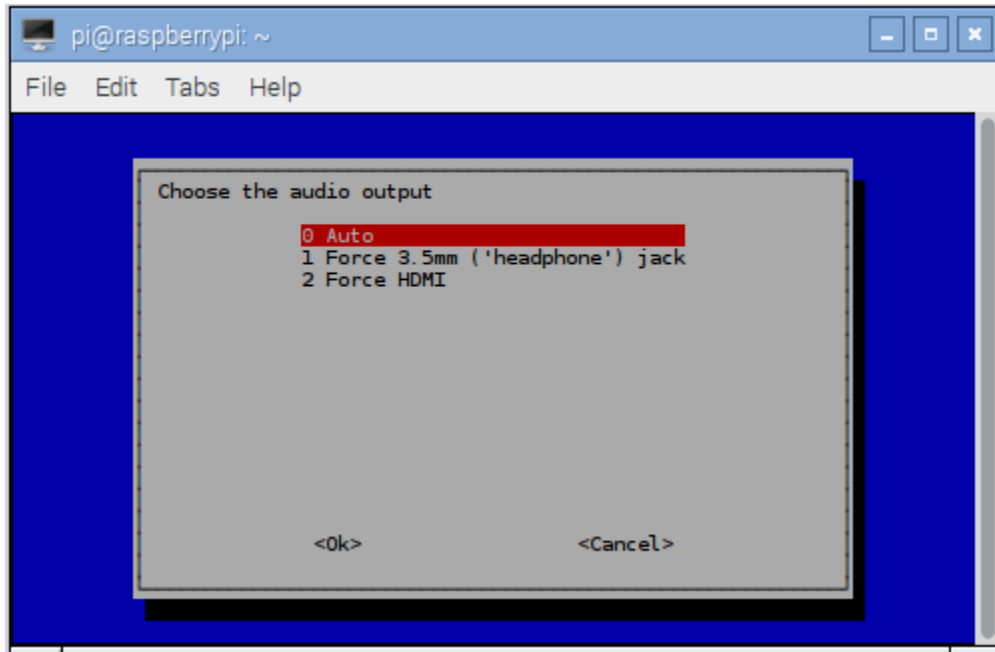 pi@raspberrypi: ~
File Edit Tabs Help
Choose the audio output
0 Auto
1 Force 3.5mm ('headphone') jack
2 Force HDMI
<Ok> <Cancel>